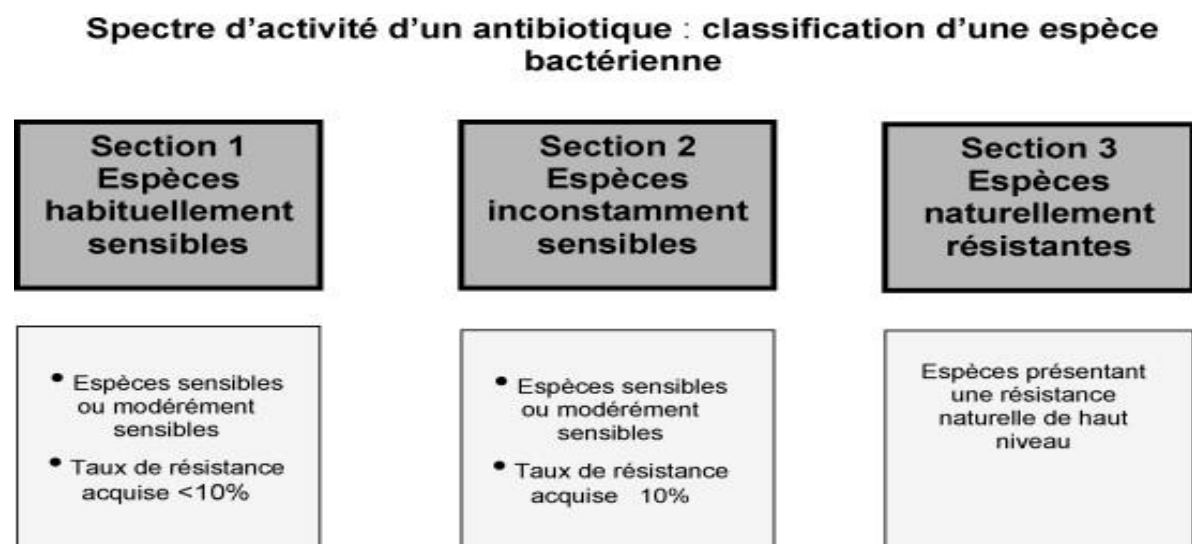 Spectre d'activité d'un antibiotique : classification d'une espèce
bactérienne
Section 1
Espèces
habituellement
sensibles
Section 2
Espèces
inconstamment
sensibles
Section 3
Espèces
naturellement
résistantes
• Espèces sensibles
ou modérément
sensibles
• Taux de résistance
acquise <10%
• Espèces sensibles
ou modérément
sensibles
• Taux de résistance
acquise 10%
Espèces présentant
une résistance
naturelle de haut
niveau